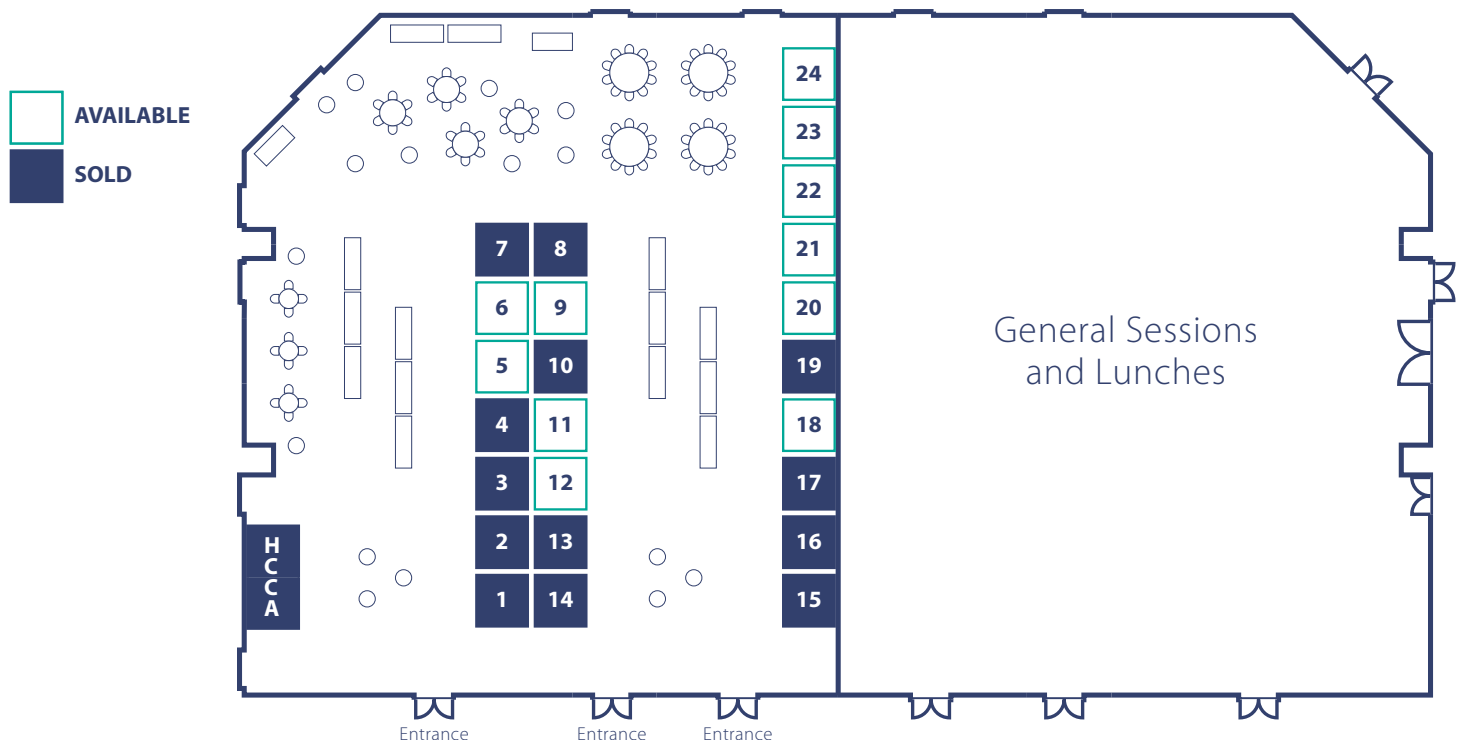 AVAILABLE
SOLD
24
23
22
21
20
19
18
17
16
15
7 8
6 9
5 10
4 11
3 12
2 13
1 14
H
C
C
A
General Sessions
and Lunches
Entrance
Entrance
Entrance